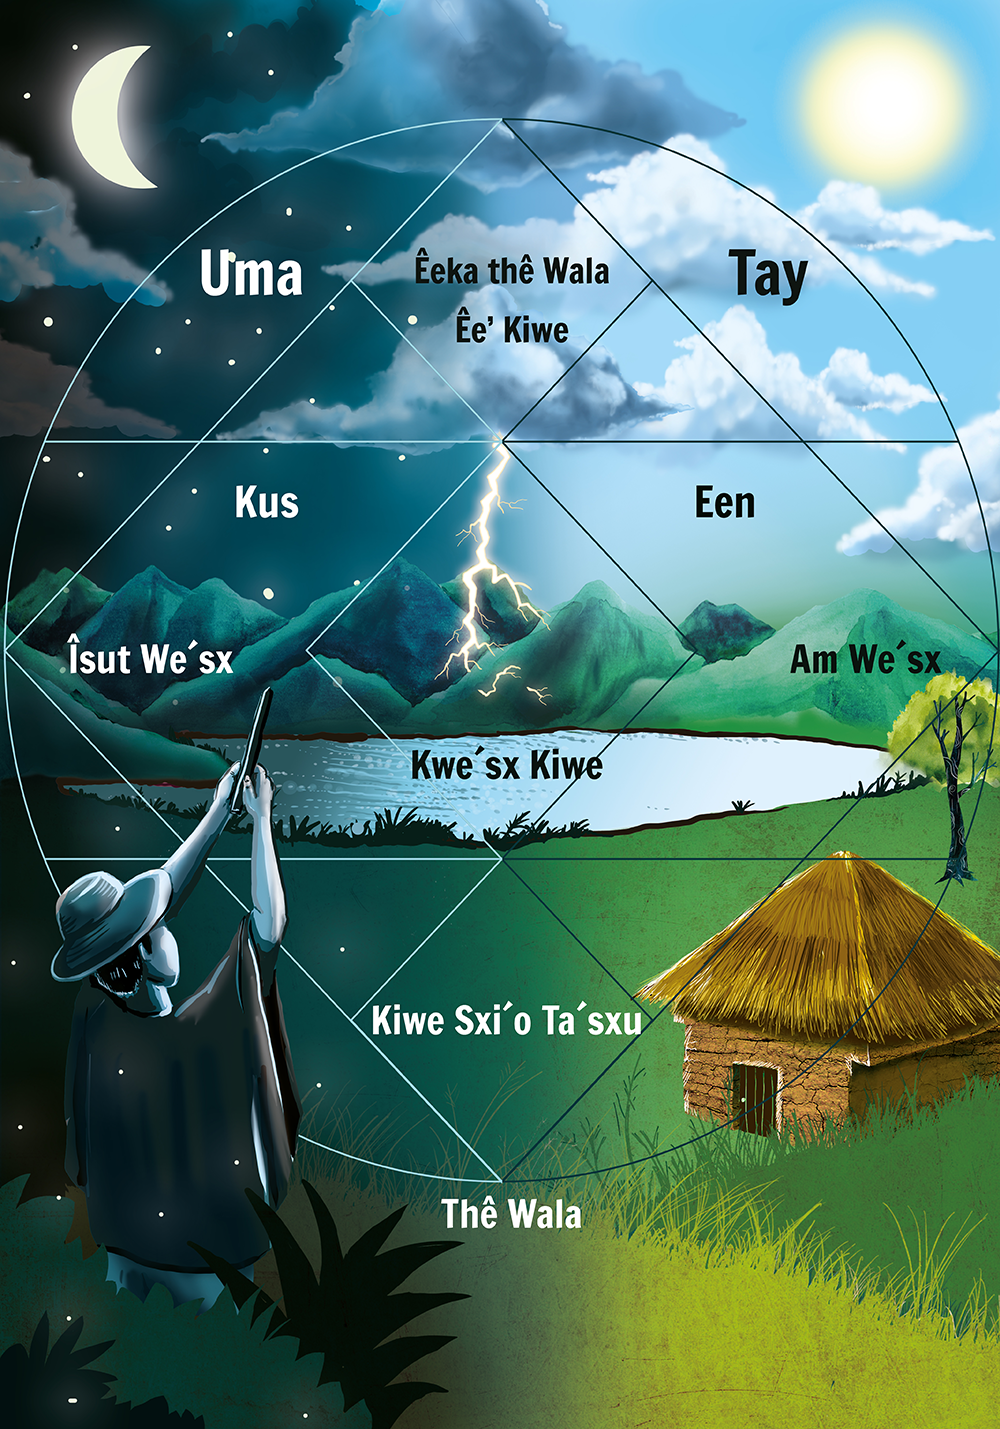 Uma
Êeka thê Wala
Tay
Êe’ Kiwe
Kus
Een
Îsut We´sx
Am We´sx
Kwe´sx Kiwe
Kiwe Sxi´o Ta´sxu
Thê Wala